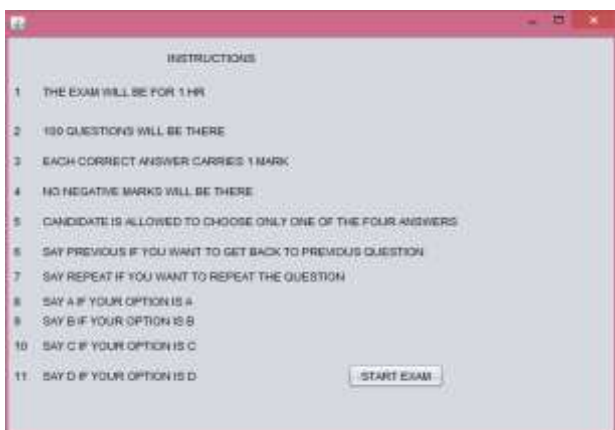 INSTRUCTIONS
1 THE EXAM WILL BE FOR 1 HR
2 100 QUESTIONS WILL BE THERE
3 EACH CORRECT ANSWER CARRIES 1 MARK
4 NO NEGATIVE MARKS WILL BE THERE
5 CANDIDATE IS ALLOWED TO CHOOSE ONLY ONE OF THE FOUR ANSWERS
6 SAY PREVIOUS IF YOU WANT TO GET BACK TO PREVIOUS QUESTION
7 SAY REPEAT IF YOU WANT TO REPEAT THE QUESTION
8 SAY A IF YOUR OPTION IS A
9 SAY B IF YOUR OPTION IS B
10 SAY C IF YOUR OPTION IS C
11 SAY D IF YOUR OPTION IS D
START EXAM